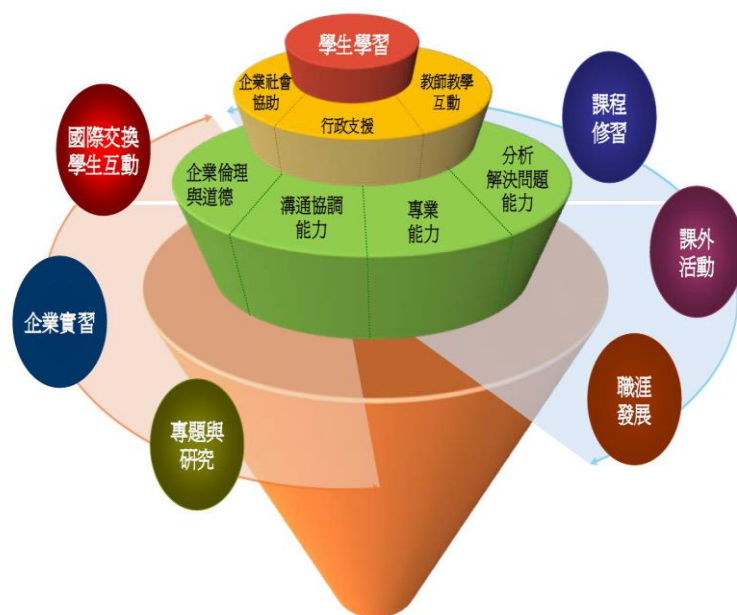 學生學習
企業社會
協助
行政支援
教師教學
互動
企業倫理
與道德
溝通協調
能力
專業
能力
分析
解決問題
能力
國際交換
學生互動
企業實習
專題與
研究
課程
修習
課外
活動
職涯
發展